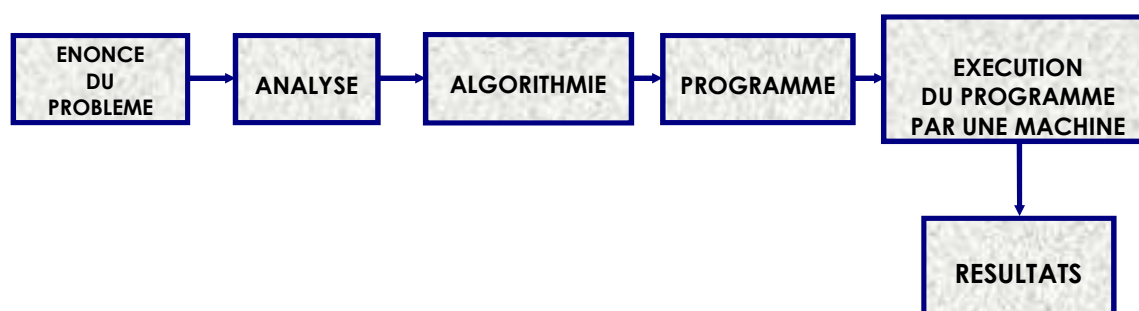 ENONCE
DU
PROBLEME
ANALYSE
ALGORITHMIE
PROGRAMME
EXECUTION
DU PROGRAMME
PAR UNE MACHINE
RESULTATS